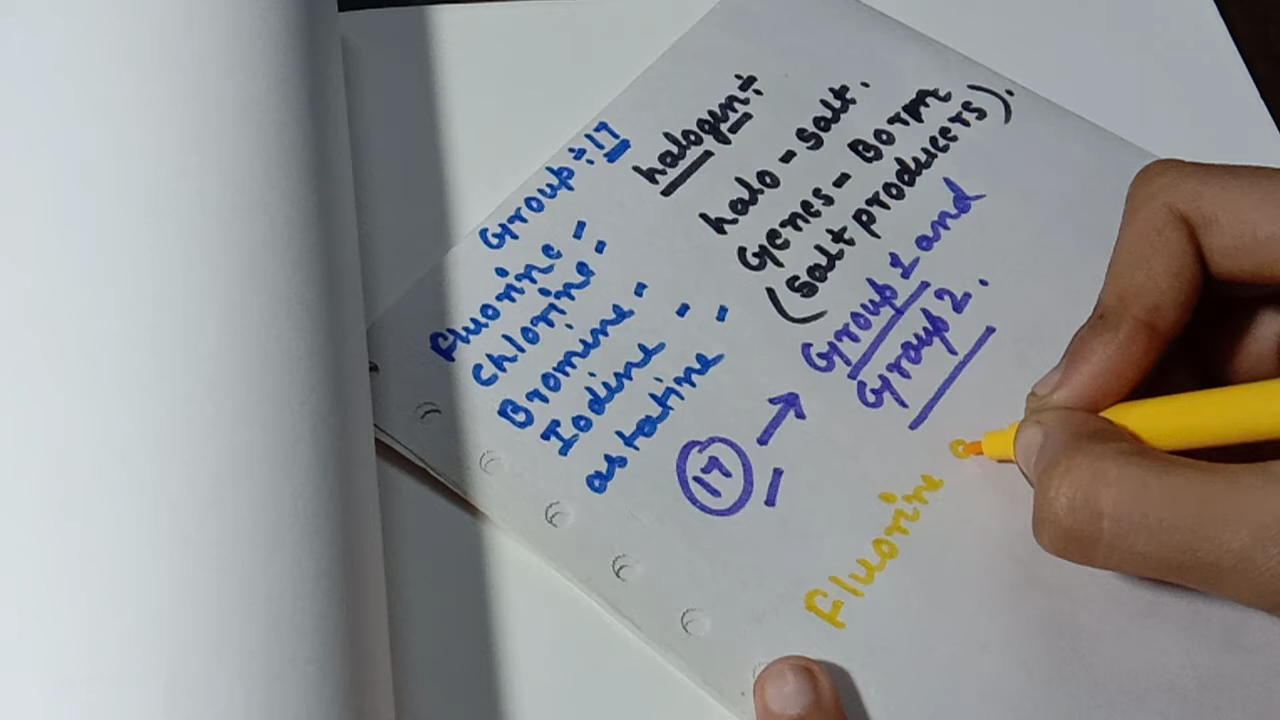 Group÷17
Fluorine -
Chlorine -
Bromine -
Iodine -
astatine -
halogen÷
halo - salt.
Genes - Born
(salt producers).
17 → Group 1 and
Group 2.
Fluorine